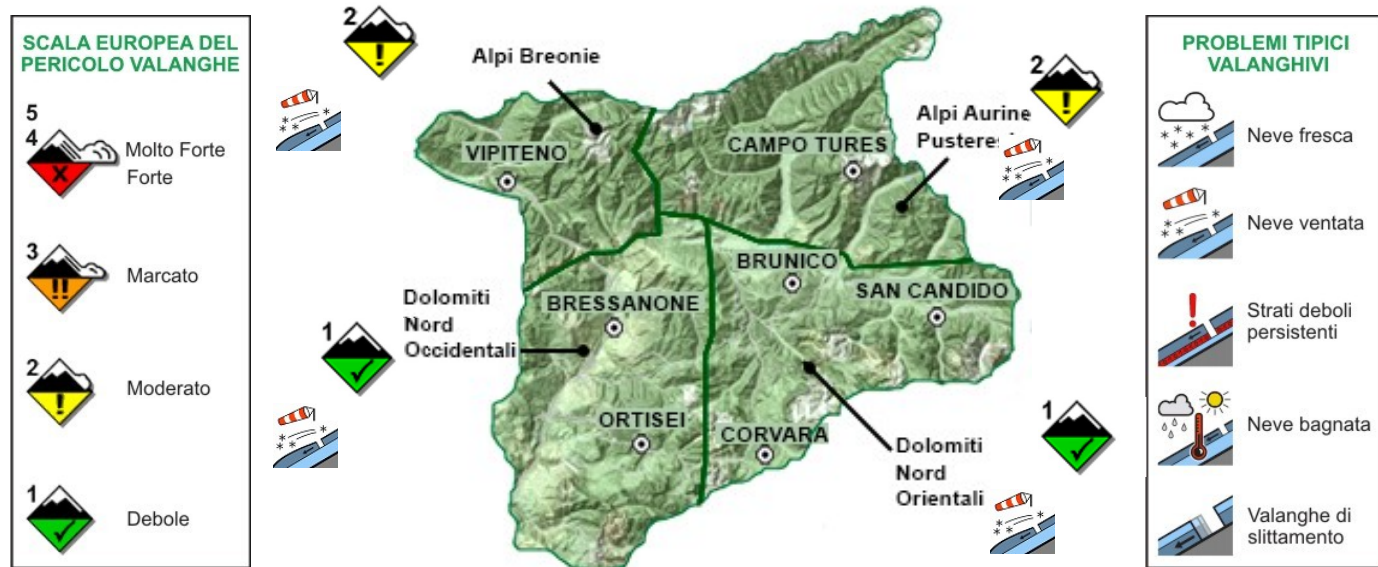 SCALA EUROPEA DEL
PERICOLO VALANGHE
5
4
Molto Forte
Forte
3
Marcato
2
Moderato
1
Debole
2
Alpi Breonie
2
Alpi Aurine
VIPITENO
CAMPO TURES
BRUNICO
SAN CANDIDO
BRESSANONE
Dolomiti
Nord
Occidentali
1
ORTISEI
CORVARA
Dolomiti
Nord
Orientali
1
PROBLEMI TIPICI
VALANGHIVI
Neve fresca
Neve ventata
Strati deboli
persistenti
Neve bagnata
Valanghe di
slittamento